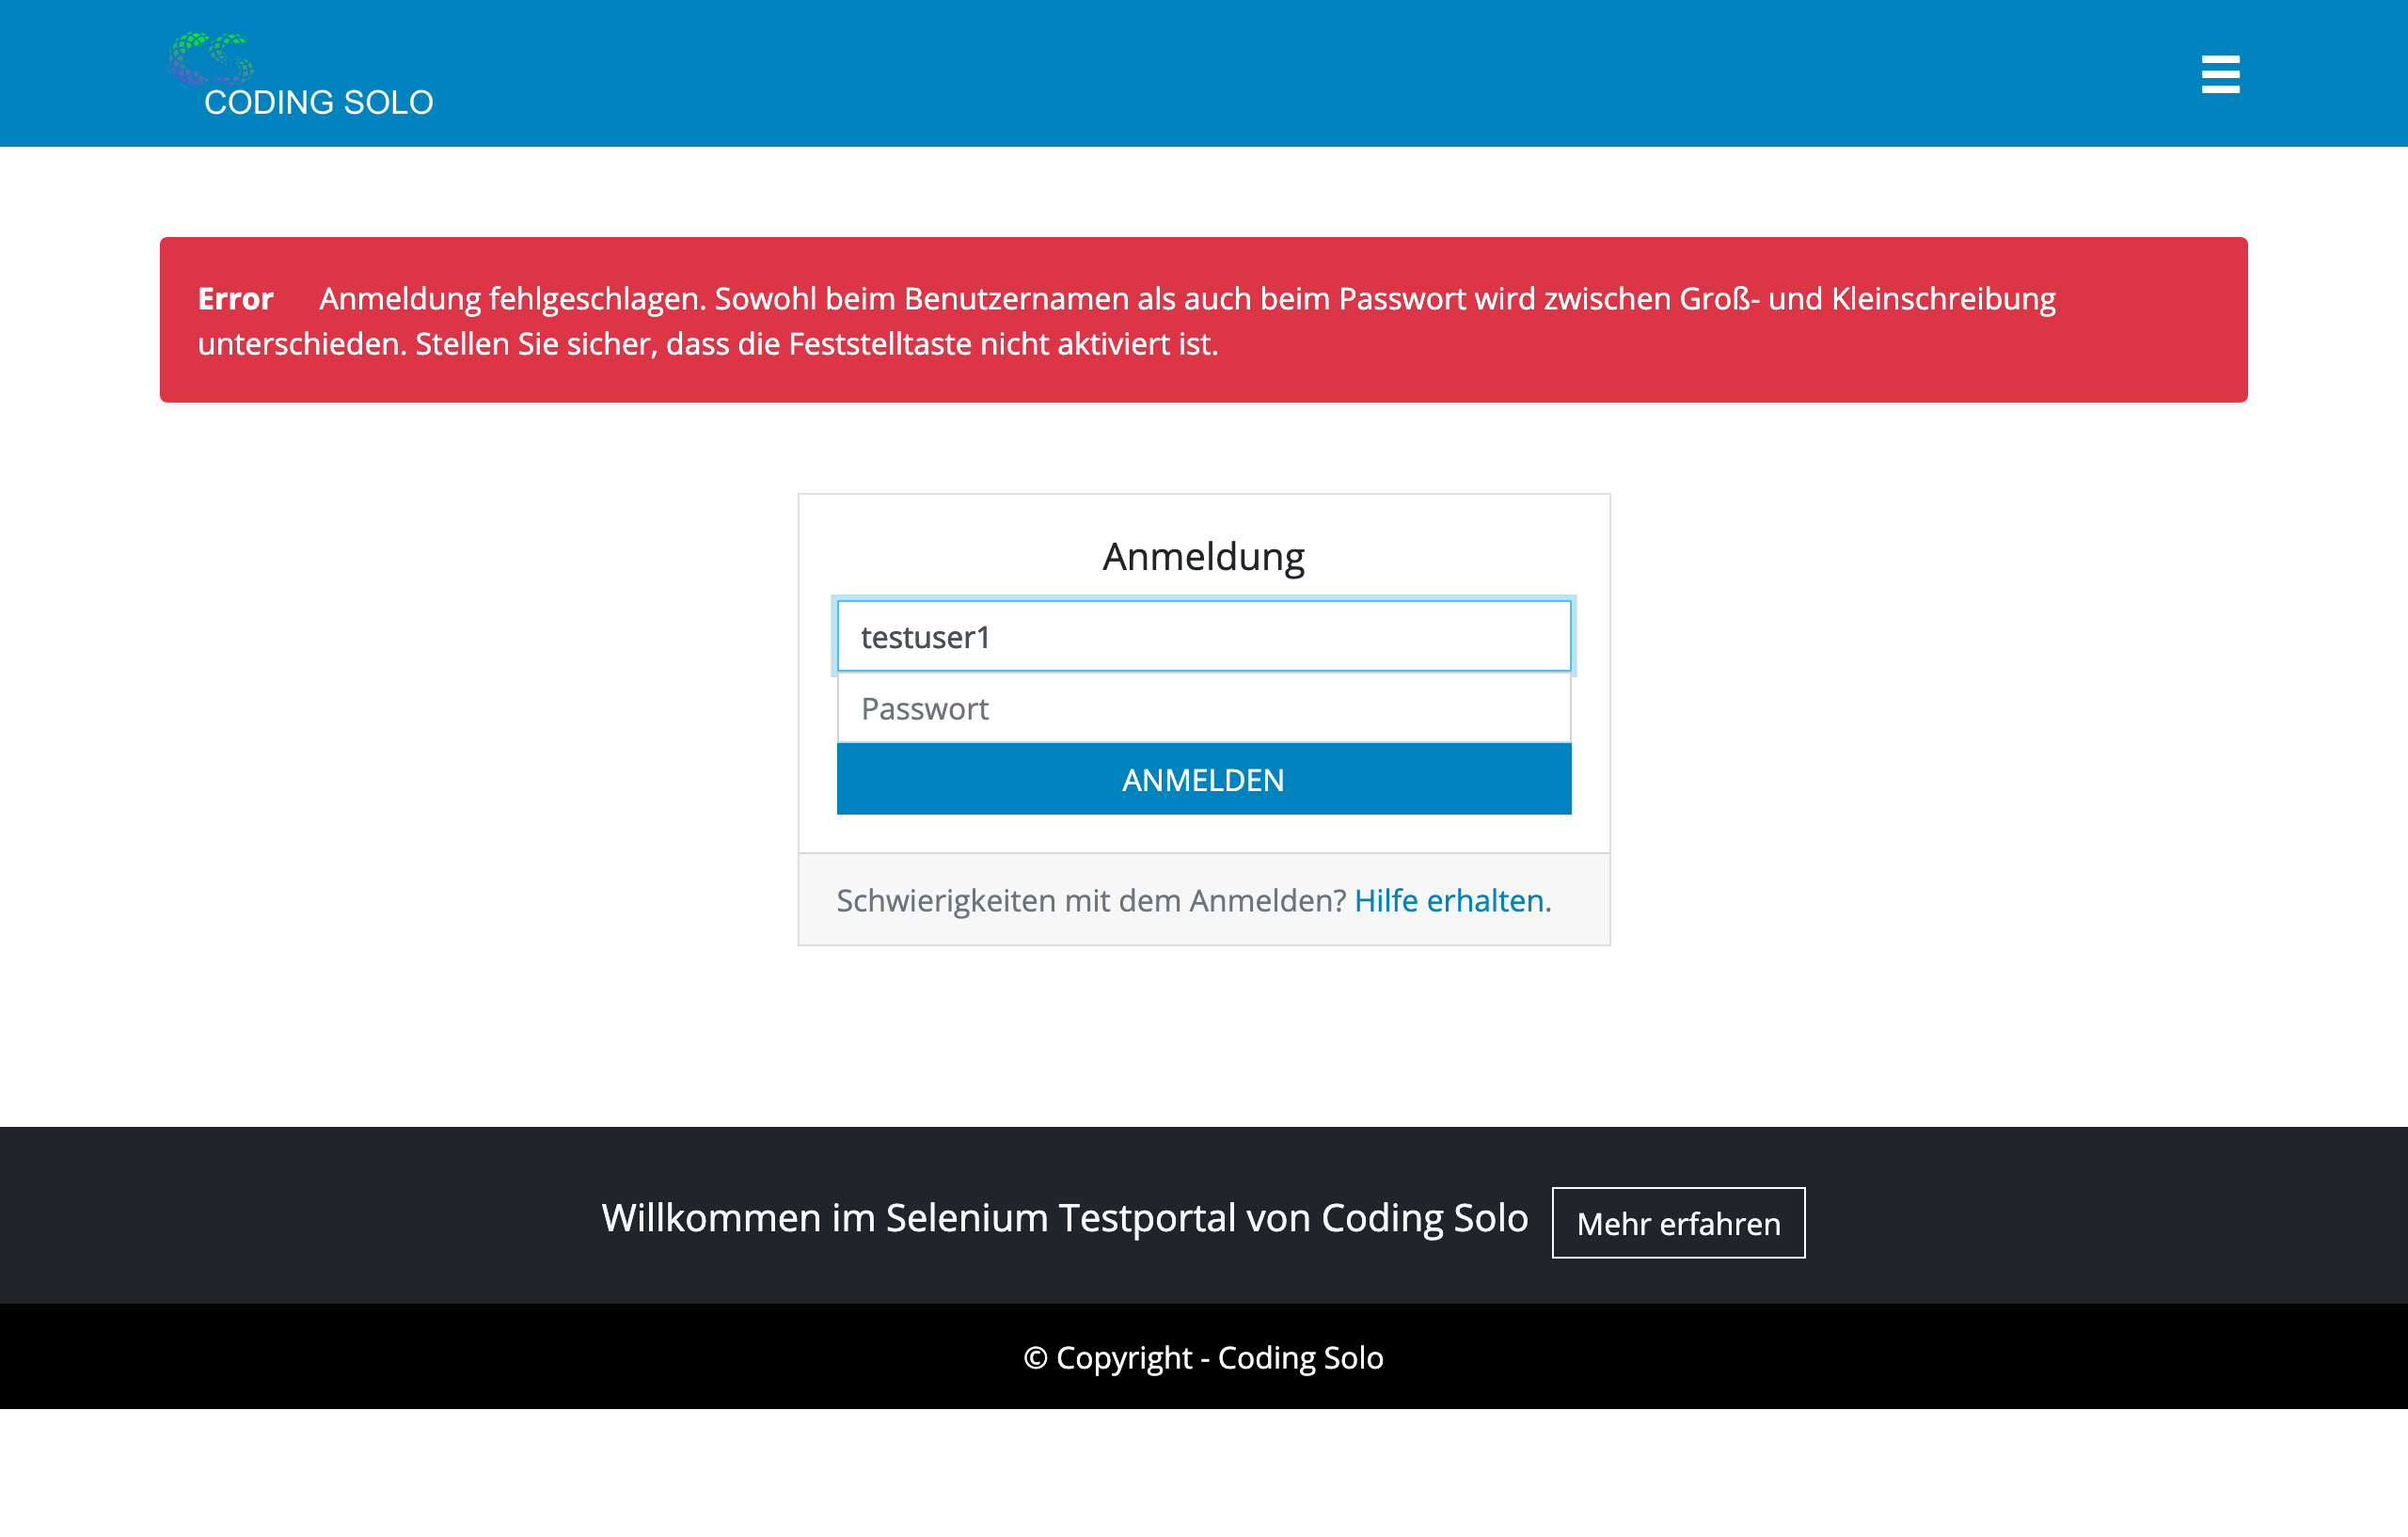 CODING SOLO
Error Anmeldung fehlgeschlagen. Sowohl beim Benutzernamen als auch beim Passwort wird zwischen Groß- und Kleinschreibung
unterschieden. Stellen Sie sicher, dass die Feststelltaste nicht aktiviert ist.
Anmeldung
testuser1
Passwort
ANMELDEN
Schwierigkeiten mit dem Anmelden? Hilfe erhalten.
Willkommen im Selenium Testportal von Coding Solo Mehr erfahren
© Copyright - Coding Solo